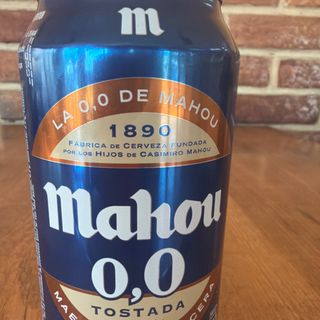 m
LA 0,0 DE MAHOU
1890
FÁBRICA DE CERVEZA FUNDADA
POR LOS HIJOS DE CASIMIRO MAHOU
Mahou
0,0
TOSTADA